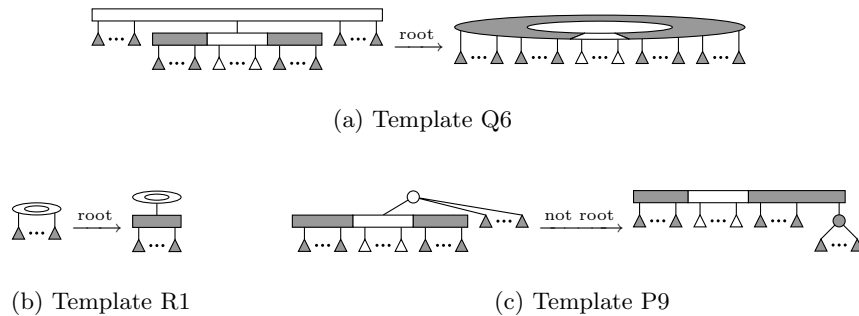 root
(a) Template Q6
root
not root
(b) Template R1
(c) Template P9